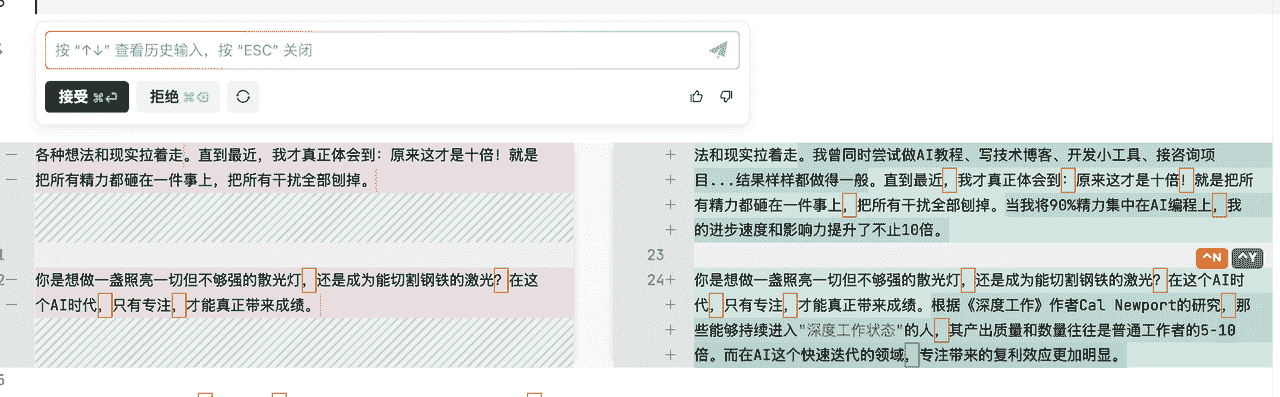 按 “↑↓” 查看历史输入，按 “ESC” 关闭
接受 ⌘⏎ 拒绝 ⌘⌫
各种想法和现实拉着走。直到最近，我才真正体会到：原来这才是十倍！就是
把所有精力都砸在一件事上，把所有干扰全部刨掉。
你是想做一盏照亮一切但不够强的散光灯，还是成为能切割钢铁的激光？在这
个AI时代，只有专注，才能真正带来成绩。
法和现实拉着走。我曾同时尝试做AI教程、写技术博客、开发小工具、接咨询项
目...结果样样都做得一般。直到最近，我才真正体会到：原来这才是十倍！就是把所
有精力都砸在一件事上，把所有干扰全部刨掉。当我将90%精力集中在AI编程上，我
的进步速度和影响力提升了不止10倍。
23
^N ^Y
24+ 你是想做一盏照亮一切但不够强的散光灯，还是成为能切割钢铁的激光？在这个AI时
代，只有专注，才能真正带来成绩。根据《深度工作》作者Cal Newport的研究，那
些能够持续进入"深度工作状态"的人，其产出质量和数量往往是普通工作者的5-10
倍。而在AI这个快速迭代的领域，专注带来的复利效应更加明显。